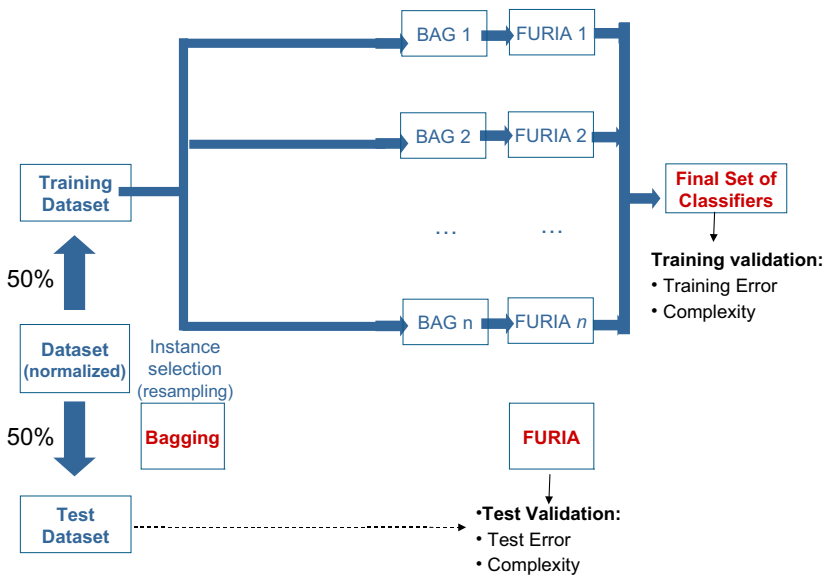 BAG 1
FURIA 1
BAG 2
FURIA 2
Training
Dataset
Final Set of
Classifiers
...
...
Training validation:
• Training Error
• Complexity
50%
BAG n
FURIA n
Dataset
(normalized)
Instance
selection
(resampling)
50%
Bagging
FURIA
Test
Dataset
•Test Validation:
• Test Error
• Complexity